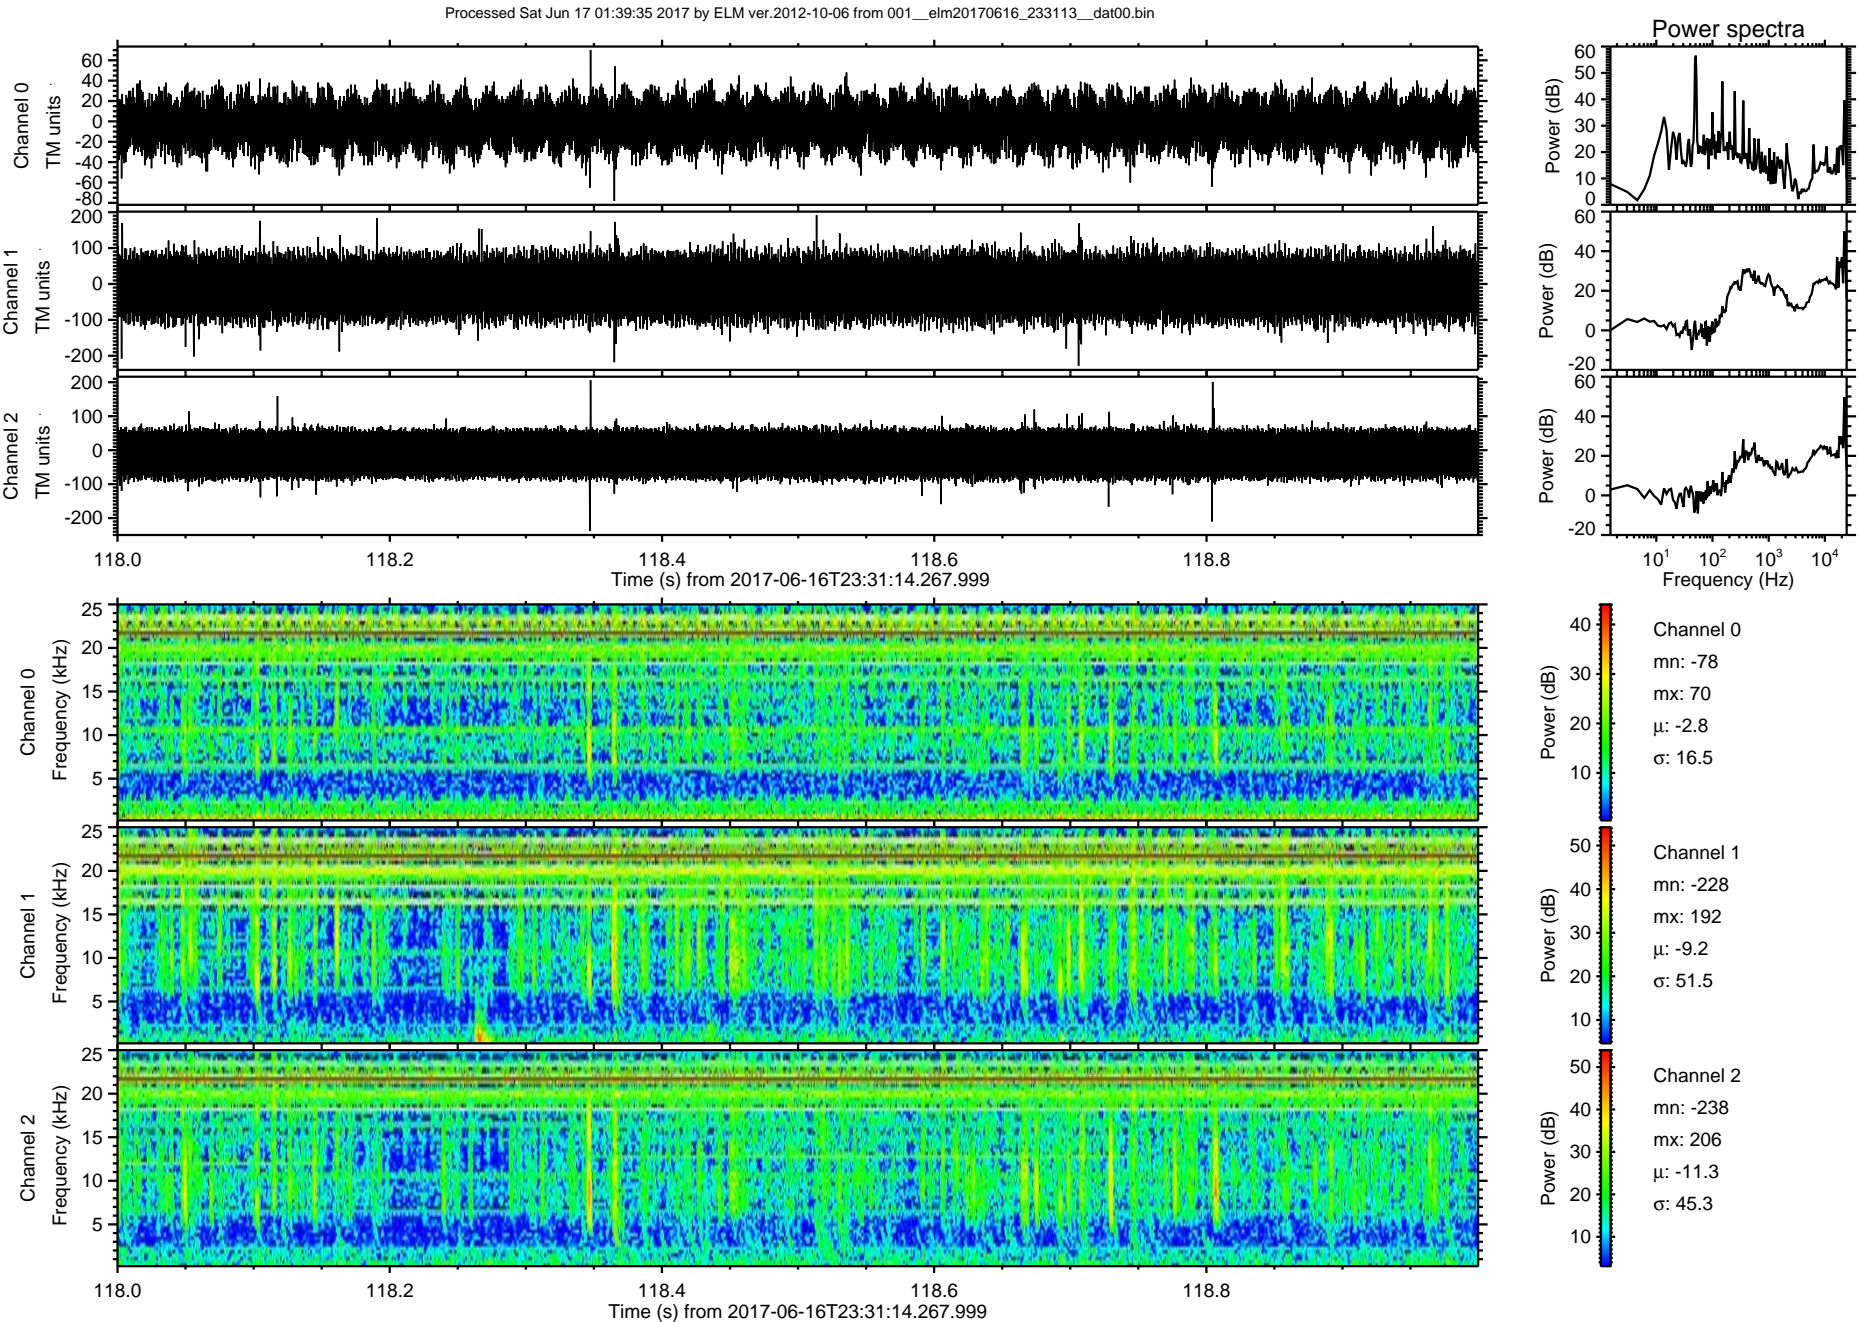 Processed Sat Jun 17 01:39:35 2017 by ELM ver.2012-10-06 from 001__elm20170616_233113__dat00.bin
Power spectra
Channel 0
TM units
60
40
20
0
-20
-40
-60
-80
Power (dB)
60
50
40
30
20
10
0
Channel 1
TM units
200
100
0
-100
-200
Power (dB)
60
40
20
0
-20
Channel 2
TM units
200
100
0
-100
-200
Power (dB)
60
40
20
0
-20
118.0 118.2 118.4 118.6 118.8
Time (s) from 2017-06-16T23:31:14.267.999
10¹ 10² 10³ 10⁴
Frequency (Hz)
Channel 0
Frequency (kHz)
25
20
15
10
5
Power (dB)
40
30
20
10
Channel 0
mn: -78
mx: 70
μ: -2.8
σ: 16.5
Channel 1
Frequency (kHz)
25
20
15
10
5
Power (dB)
50
40
30
20
10
Channel 1
mn: -228
mx: 192
μ: -9.2
σ: 51.5
Channel 2
Frequency (kHz)
25
20
15
10
5
Power (dB)
50
40
30
20
10
Channel 2
mn: -238
mx: 206
μ: -11.3
σ: 45.3
118.0 118.2 118.4 118.6 118.8
Time (s) from 2017-06-16T23:31:14.267.999